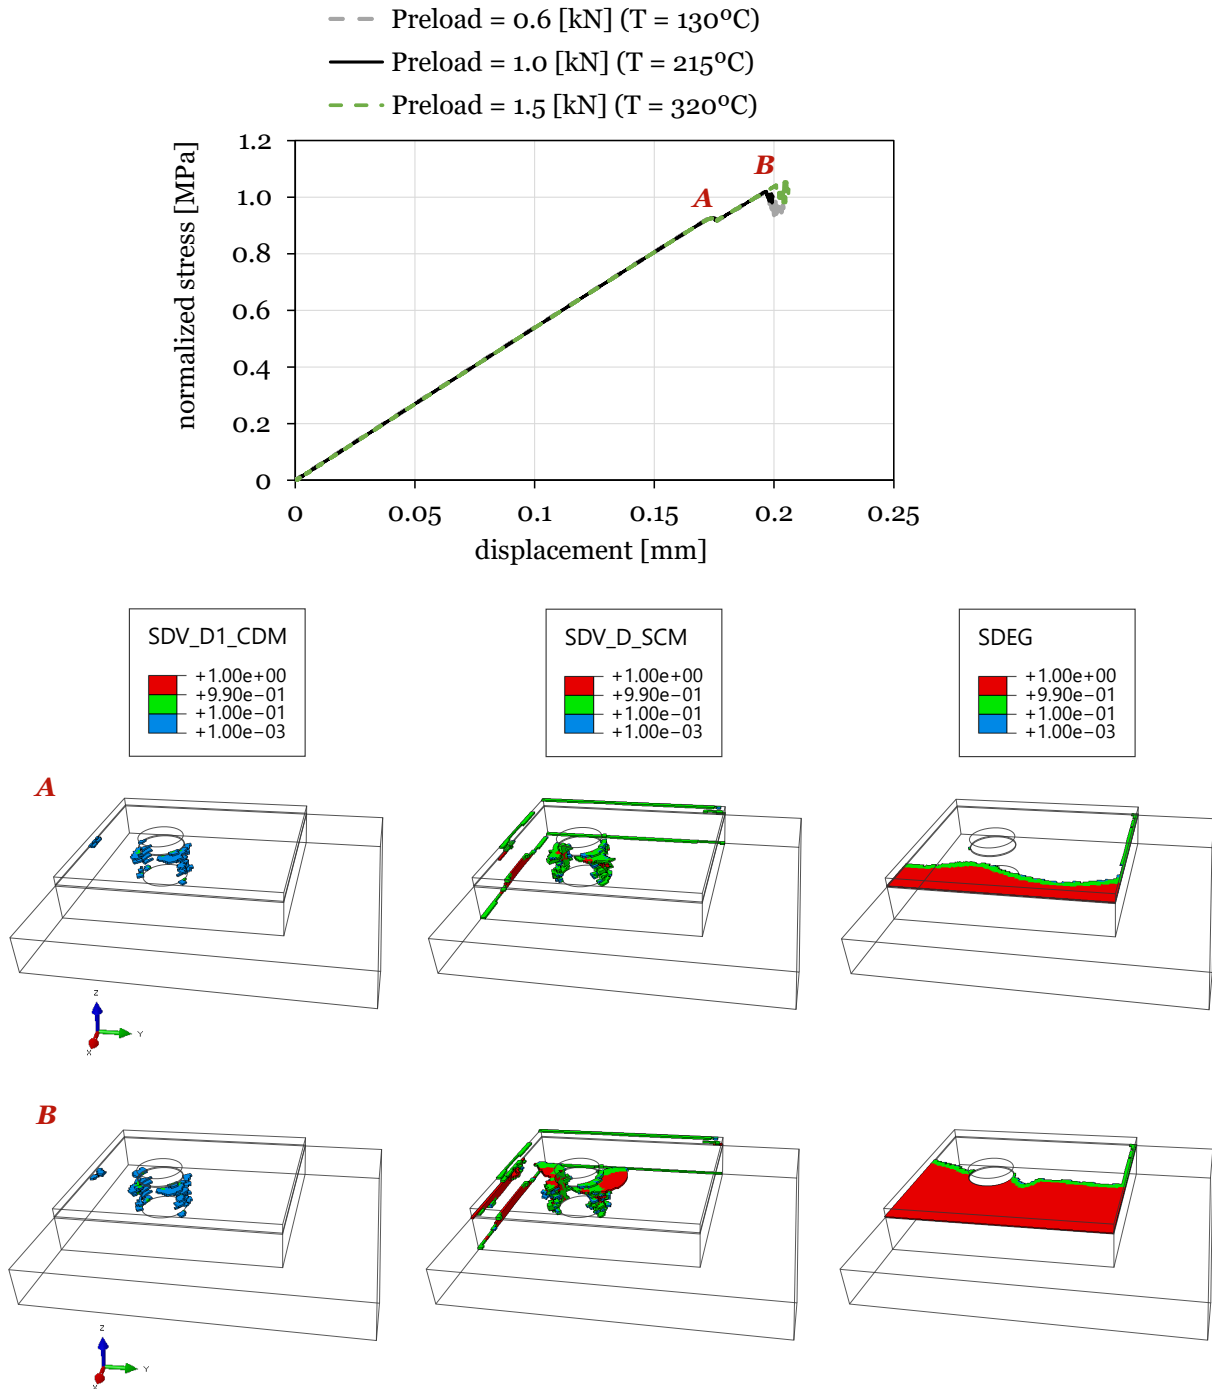 Preload = 0.6 [kN] (T = 130ºC)
Preload = 1.0 [kN] (T = 215ºC)
Preload = 1.5 [kN] (T = 320ºC)
normalized stress [MPa]
1.2
1.0
0.8
0.6
0.4
0.2
0
A
B
0 0.05 0.1 0.15 0.2 0.25
displacement [mm]
SDV_D1_CDM
+1.00e+00
+9.90e−01
+1.00e−01
+1.00e−03
SDV_D_SCM
+1.00e+00
+9.90e−01
+1.00e−01
+1.00e−03
SDEG
+1.00e+00
+9.90e−01
+1.00e−01
+1.00e−03
A
Z
Y
X
B
Z
Y
X